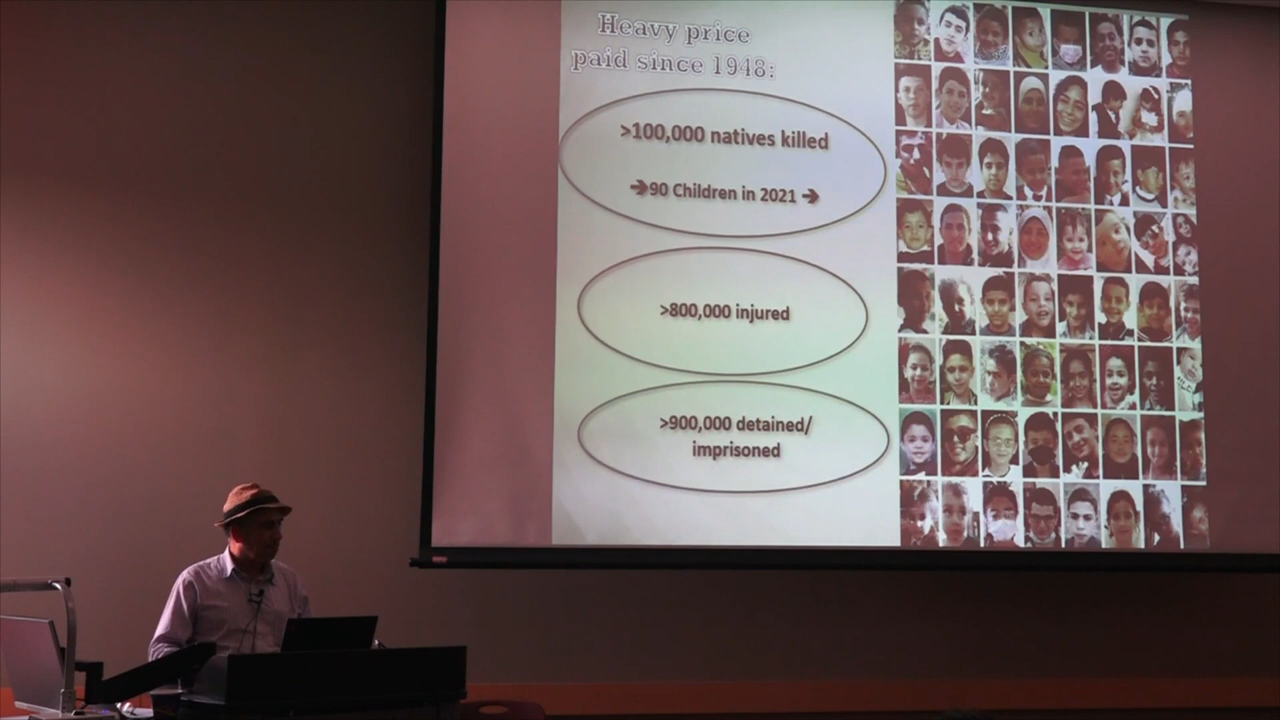 Heavy price
paid since 1948:
>100,000 natives killed
➔90 Children in 2021 ➔
>800,000 injured
>900,000 detained/
imprisoned